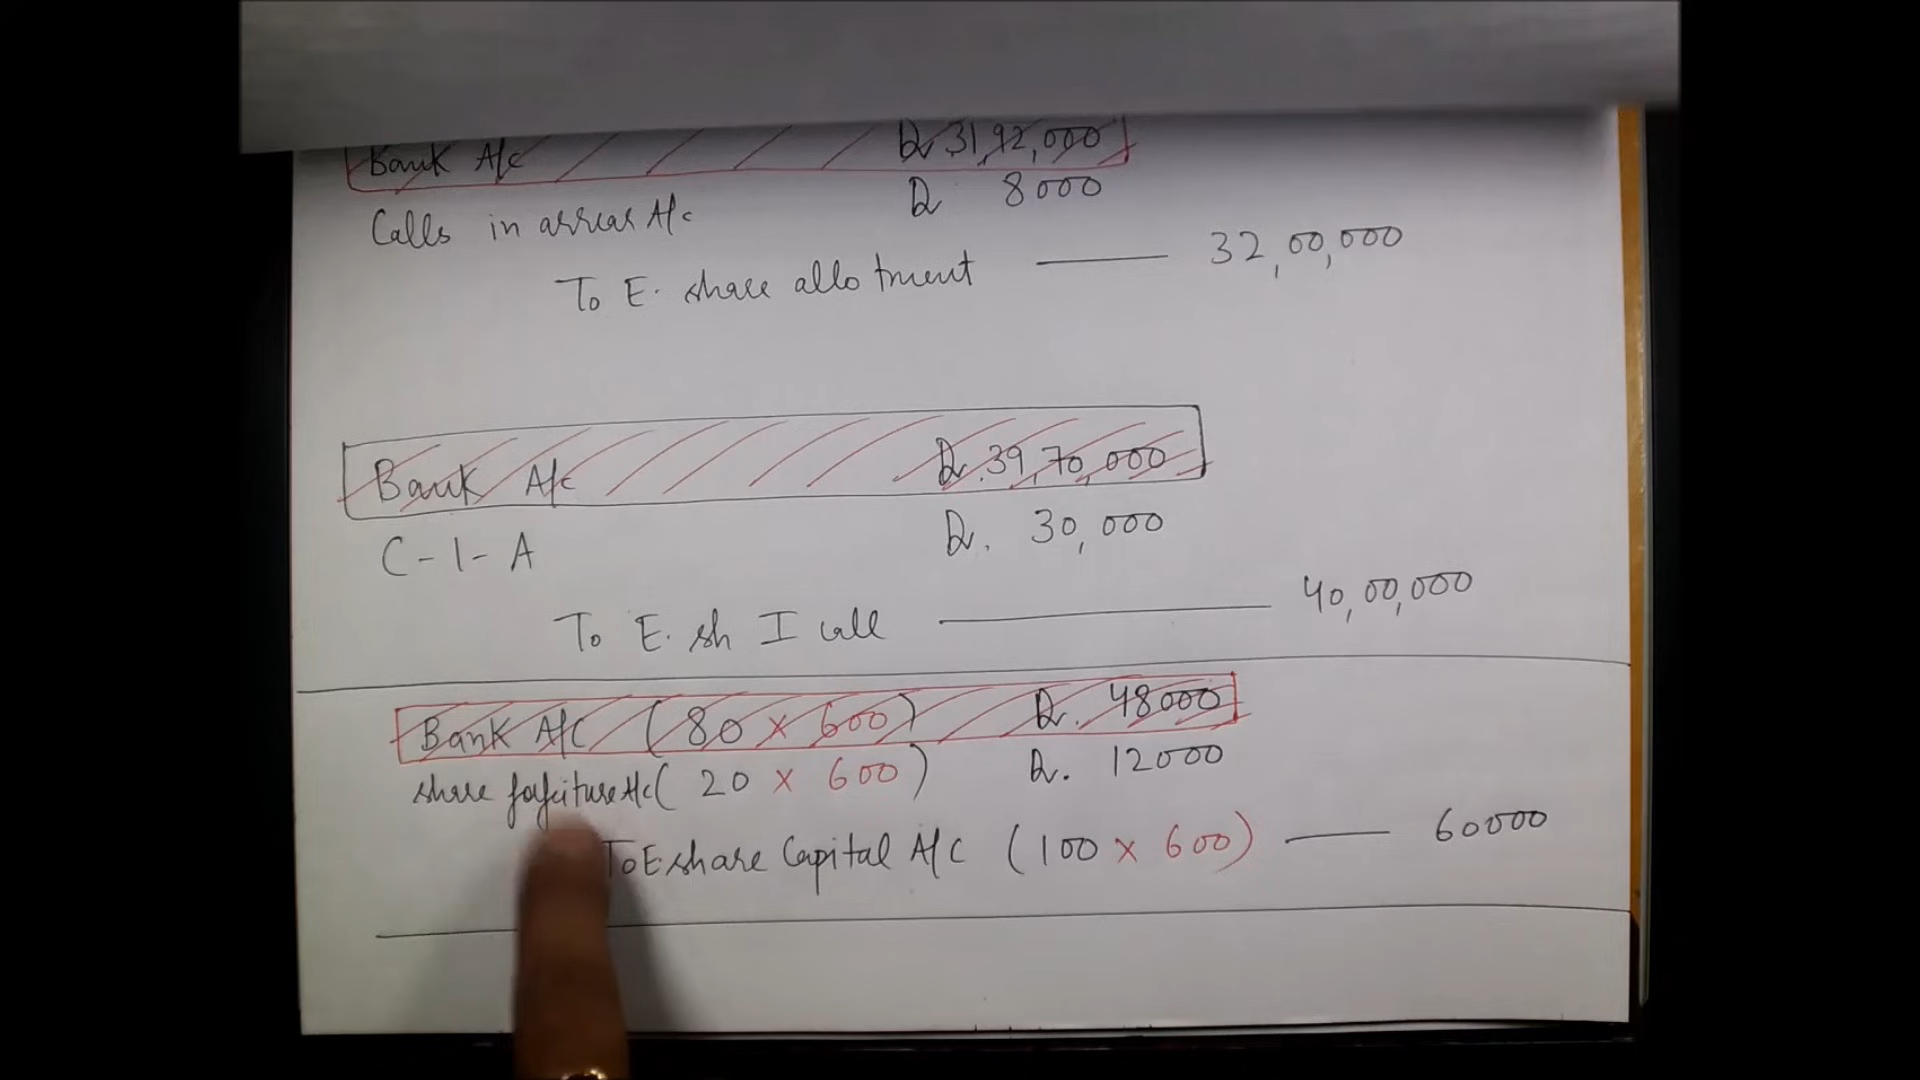 Bank A/c Dr 31,92,000
Calls in arrear A/c Dr 8000
To E. share allotment —— 32,00,000
Bank A/c Dr. 39,70,000
C-I-A Dr. 30,000
To E. sh I call —— 40,00,000
Bank A/C (80 × 600) Dr. 48000
share forfeiture A/c (20 × 600) Dr. 12000
To E. share Capital A/C (100 × 600) —— 60000